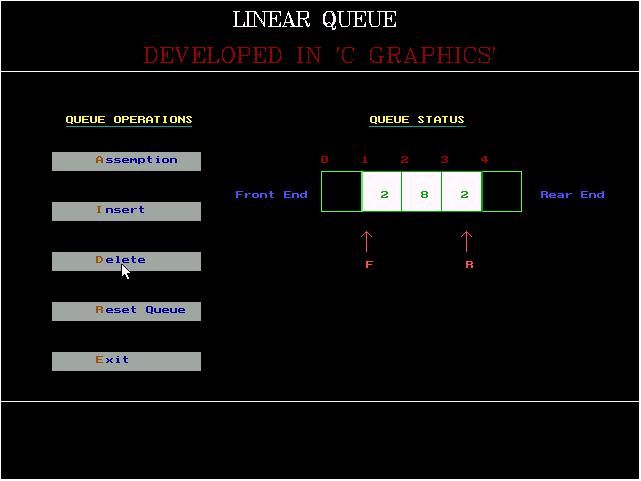 LINEAR QUEUE
DEVELOPED IN 'C GRAPHICS'
QUEUE OPERATIONS
QUEUE STATUS
Assemption
Insert
Delete
Reset Queue
Exit
0 1 2 3 4
Front End 2 8 2 Rear End
F R